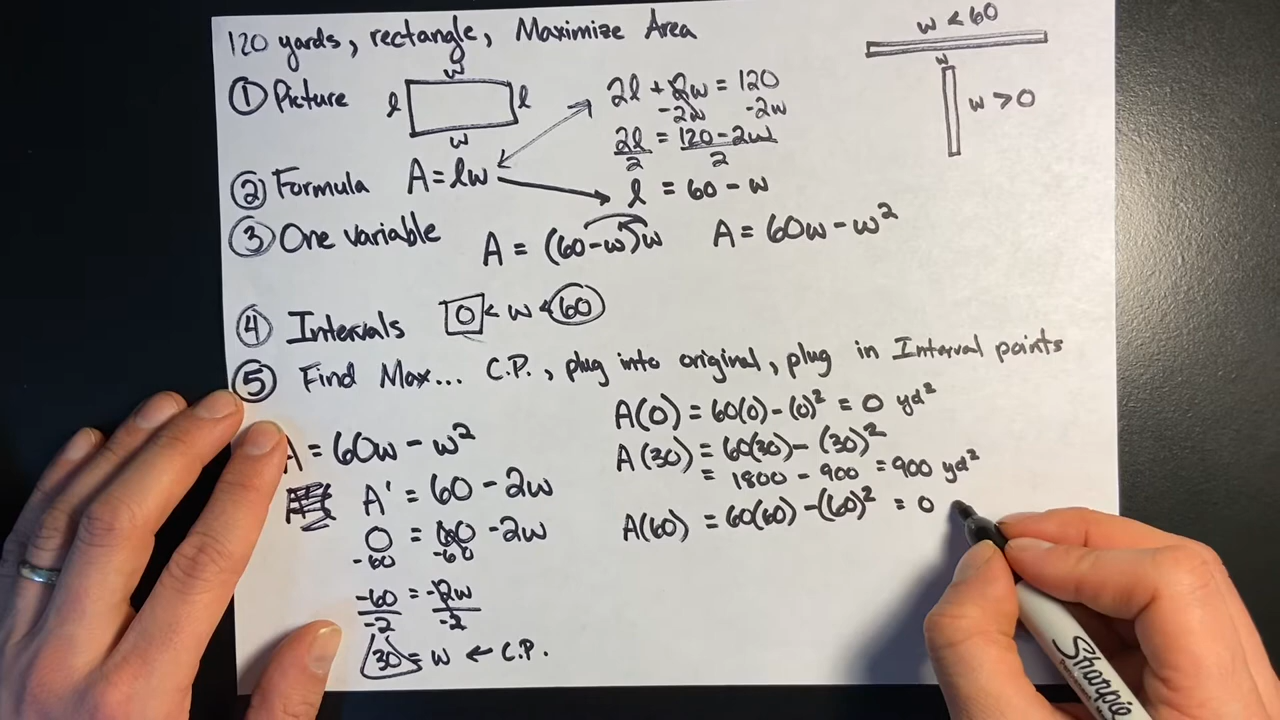 120 yards, rectangle, Maximize Area
w < 60
① Picture
w
l
l
w
2l + 2w = 120
-2w -2w
2l = 120 - 2w
2 2
l = 60 - w
w
w > 0
② Formula A = lw
③ One variable A = (60-w)w A = 60w - w²
④ Intervals 0 < w < 60
⑤ Find Max... C.P., plug into original, plug in Interval points
A = 60w - w²
A' = 60 - 2w
0 = 60 - 2w
-60 -60
-60 = -2w
-2 -2
30 = w ← C.P.
A(0) = 60(0) - (0)² = 0 yd²
A(30) = 60(30) - (30)²
= 1800 - 900 = 900 yd²
A(60) = 60(60) - (60)² = 0
Sharpie